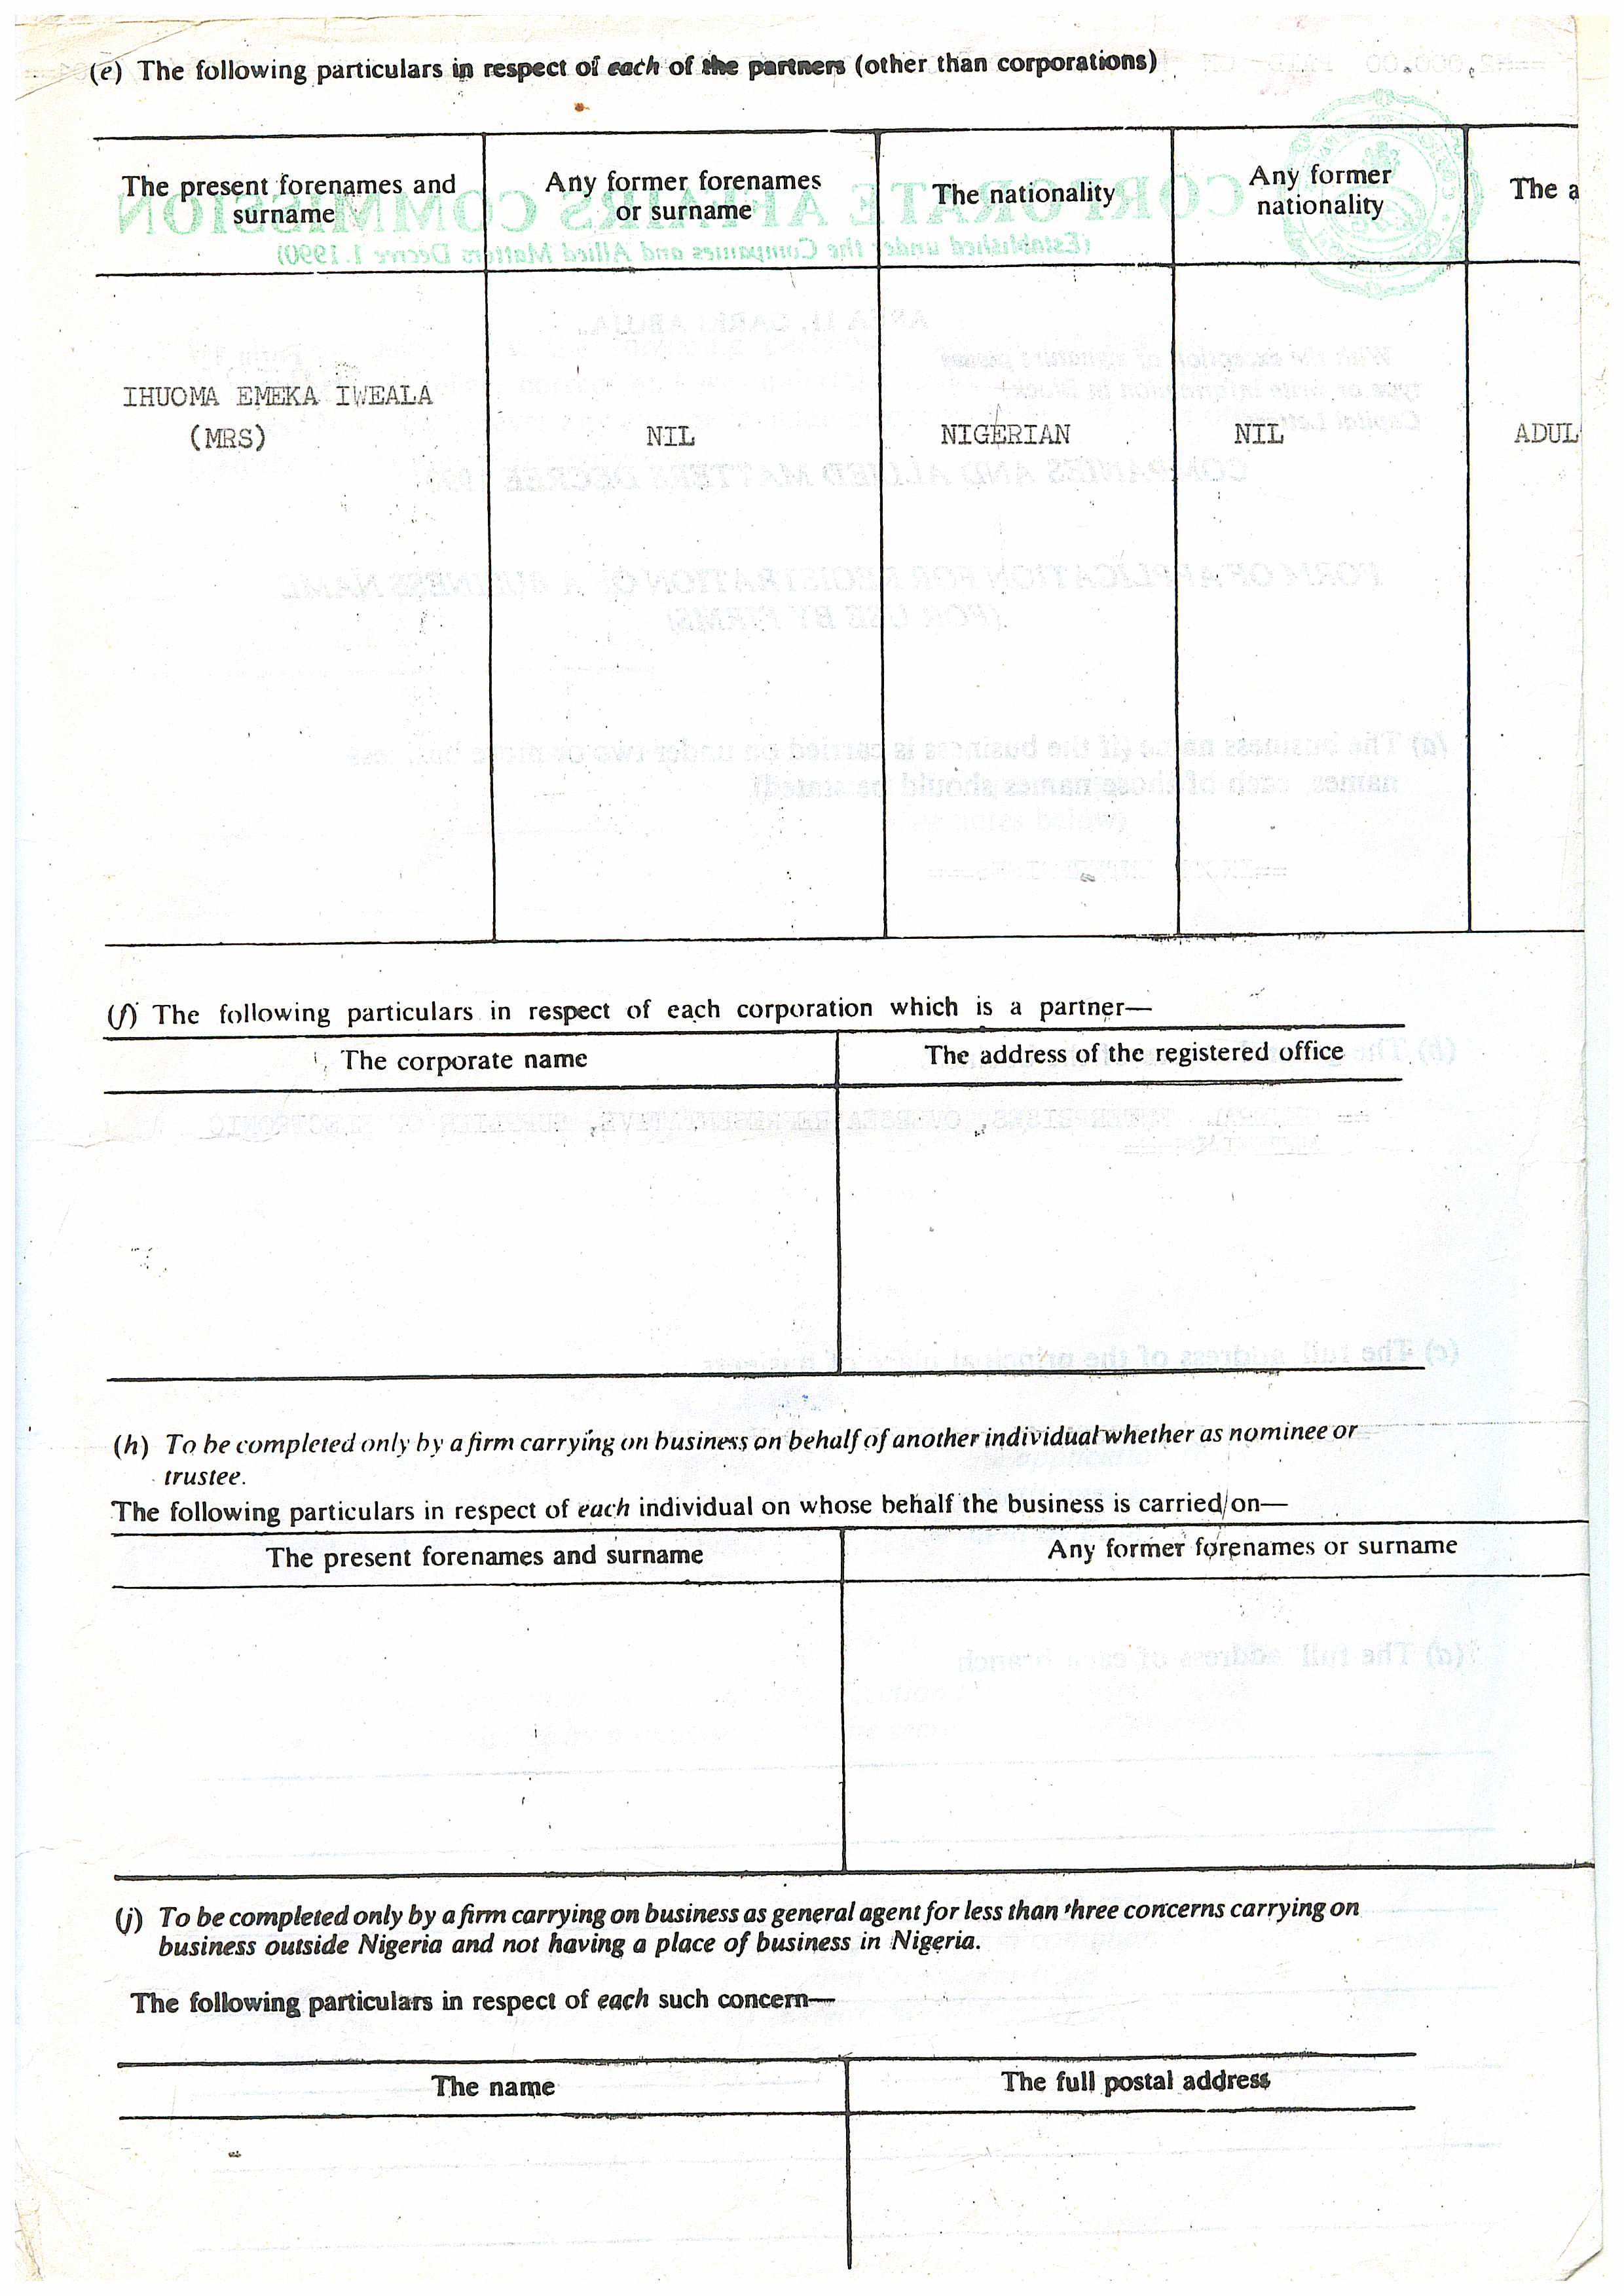 (e) The following particulars in respect of each of the partners (other than corporations)
The present forenames and surname
Any former forenames or surname
The nationality
Any former nationality
The a
IHUOMA EMEKA IWEALA
(MRS)
NIL
NIGERIAN
NIL
ADUL
(f) The following particulars in respect of each corporation which is a partner—
The corporate name
The address of the registered office
(h) To be completed only by a firm carrying on business on behalf of another individual whether as nominee or
trustee.
The following particulars in respect of each individual on whose behalf the business is carried on—
The present forenames and surname
Any former forenames or surname
(j) To be completed only by a firm carrying on business as general agent for less than three concerns carrying on
business outside Nigeria and not having a place of business in Nigeria.
The following particulars in respect of each such concern—
The name
The full postal address
CORPORATE AFFAIRS COMMISSION
(Established under the Companies and Allied Matters Decree 1. 1990)